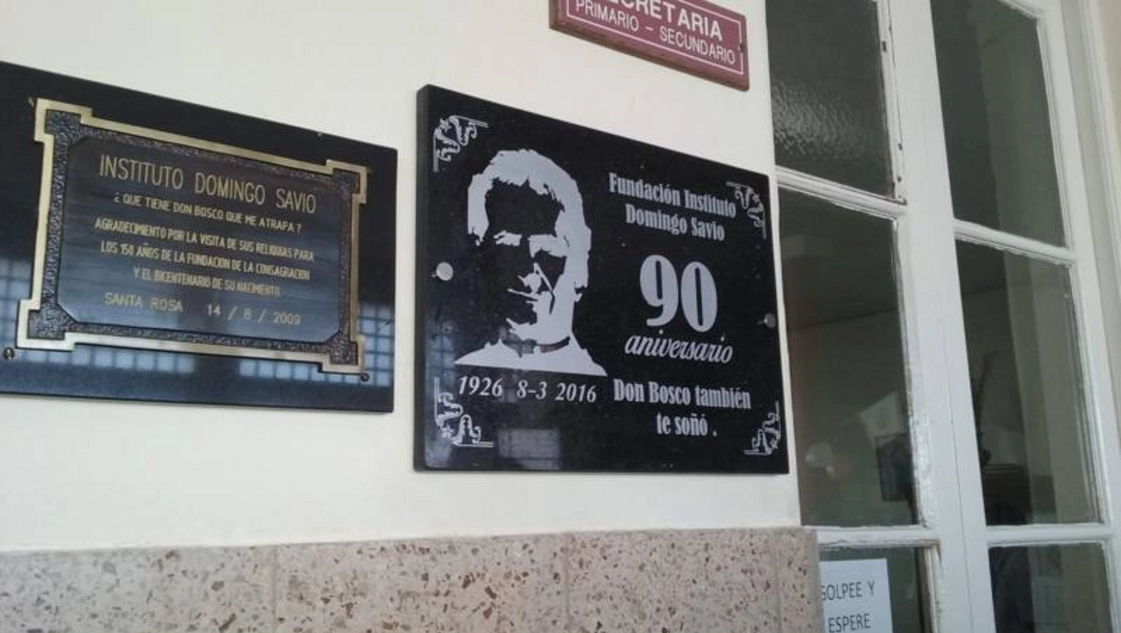 SECRETARIA
PRIMARIO - SECUNDARIO
INSTITUTO DOMINGO SAVIO
¿ QUE TIENE DON BOSCO QUE ME ATRAPA ?
AGRADECIMIENTO POR LA VISITA DE SUS RELIQUIAS PARA
LOS 150 AÑOS DE LA FUNDACION DE LA CONSAGRACION
Y EL BICENTENARIO DE SU NACIMIENTO
SANTA ROSA 14 / 8 / 2009
Fundación Instituto
Domingo Savio
90
aniversario
1926 8-3 2016
Don Bosco también
te soñó .
GOLPEE Y
ESPERE